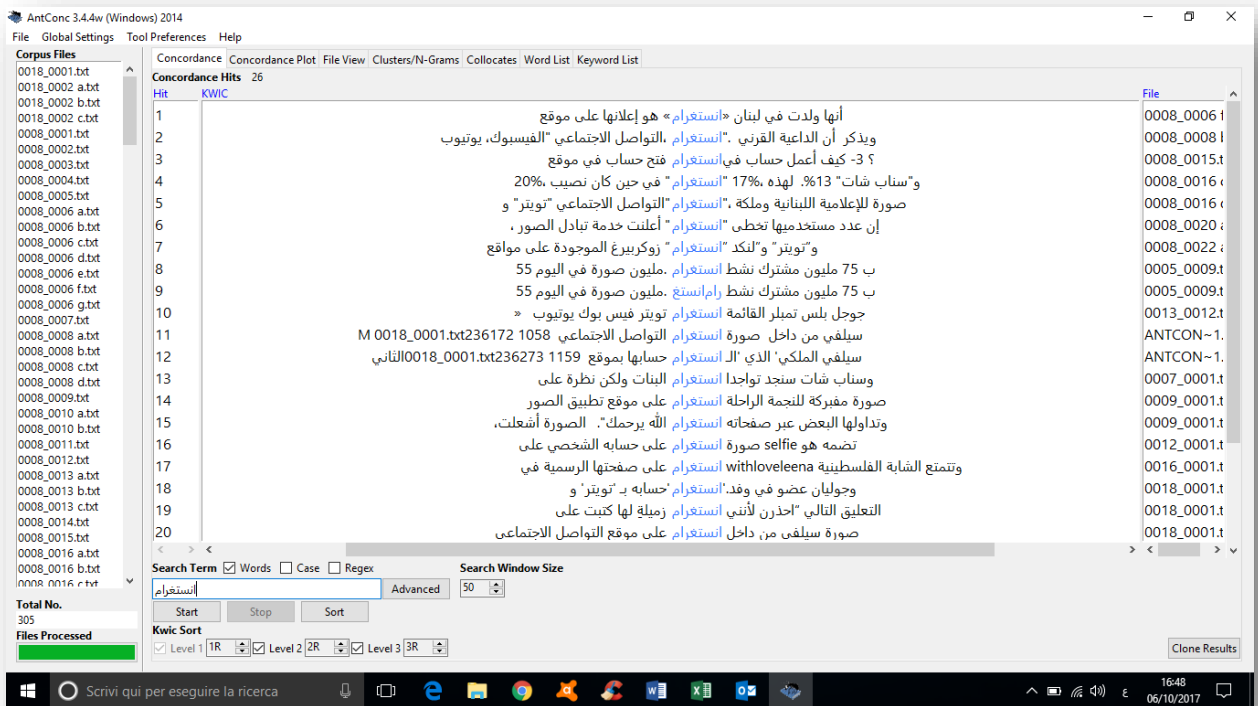 AntConc 3.4.4w (Windows) 2014
File Global Settings Tool Preferences Help
Corpus Files
0018_0001.txt
0018_0002 a.txt
0018_0002 b.txt
0018_0002 c.txt
0008_0001.txt
0008_0002.txt
0008_0003.txt
0008_0004.txt
0008_0005.txt
0008_0006 a.txt
0008_0006 b.txt
0008_0006 c.txt
0008_0006 d.txt
0008_0006 e.txt
0008_0006 f.txt
0008_0006 g.txt
0008_0007.txt
0008_0008 a.txt
0008_0008 b.txt
0008_0008 c.txt
0008_0008 d.txt
0008_0009.txt
0008_0010 a.txt
0008_0010 b.txt
0008_0011.txt
0008_0012.txt
0008_0013 a.txt
0008_0013 b.txt
0008_0013 c.txt
0008_0014.txt
0008_0015.txt
0008_0016 a.txt
0008_0016 b.txt
0008_0016 c.txt
Total No.
305
Files Processed
Concordance Concordance Plot File View Clusters/N-Grams Collocates Word List Keyword List
Concordance Hits 26
Hit KWIC File
1 أنها ولدت في لبنان «انستغرام» هو إعلانها على موقع 0008_0006 f
2 ويذكر أن الداعية القرني ."انستغرام ،التواصل الاجتماعي "الفيسبوك، يوتيوب 0008_0008
3 ؟ 3- كيف أعمل حساب فيانستغرام فتح حساب في موقع 0008_0015.t
4 و"سناب شات" 13%. لهذه ،17% "انستغرام" في حين كان نصيب ،20% 0008_0016
5 صورة للإعلامية اللبنانية وملكة ،"انستغرام"التواصل الاجتماعي "تويتر" و 0008_0016
6 إن عدد مستخدميها تخطى "انستغرام" أعلنت خدمة تبادل الصور ، 0008_0020
7 و"تويتر" و"لنكد "انستغرام" زوكربيرغ الموجودة على مواقع 0008_0022
8 ب 75 مليون مشترك نشط انستغرام .مليون صورة في اليوم 55 0005_0009.t
9 ب 75 مليون مشترك نشط رامانستغ .مليون صورة في اليوم 55 0005_0009.t
10 جوجل بلس تمبلر القائمة انستغرام تويتر فيس بوك يوتيوب « 0013_0012.t
11 سيلفي من داخل صورة انستغرام التواصل الاجتماعي 1058 M 0018_0001.txt236172 ANTCON~1.
12 سيلفي الملكي' الذي 'الـ انستغرام حسابها بموقع 1159 0018_0001.txt236273الثاني ANTCON~1.
13 وسناب شات سنجد تواجدا انستغرام البنات ولكن نظرة على 0007_0001.t
14 صورة مفبركة للنجمة الراحلة انستغرام على موقع تطبيق الصور 0009_0001.t
15 وتداولها البعض عبر صفحاته انستغرام الله يرحمك". الصورة أشعلت، 0009_0001.t
16 تضمه هو selfie صورة انستغرام على حسابه الشخصي على 0012_0001.t
17 وتتمتع الشابة الفلسطينية withloveleena انستغرام على صفحتها الرسمية في 0016_0001.t
18 وجوليان عضو في وفد.'انستغرام 'حسابه بـ 'تويتر' و 0018_0001.t
19 التعليق التالي "احذرن لأنني انستغرام زميلةٍ لها كتبت على 0018_0001.t
20 صورة سيلفي من داخل انستغرام على موقع التواصل الاجتماعي 0018_0001.t
Search Term Words Case Regex Search Window Size
انستغرام Advanced 50
Start Stop Sort
Kwic Sort
Level 1 1R Level 2 2R Level 3 3R Clone Results
Scrivi qui per eseguire la ricerca ع 16:48
06/10/2017